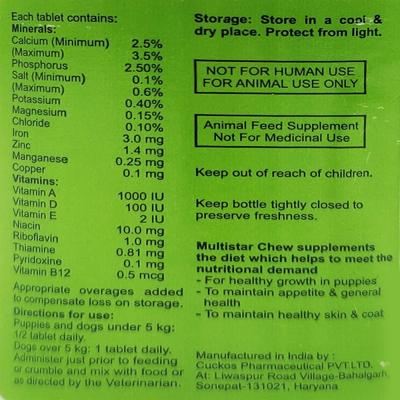 Each tablet contains:
Minerals:
Calcium (Minimum) 2.5%
(Maximum) 3.5%
Phosphorus 2.50%
Salt (Minimum) 0.1%
(Maximum) 0.6%
Potassium 0.40%
Magnesium 0.15%
Chloride 0.10%
Iron 3.0 mg
Zinc 1.4 mg
Manganese 0.25 mg
Copper 0.1 mg
Vitamins:
Vitamin A 1000 IU
Vitamin D 100 IU
Vitamin E 2 IU
Niacin 10.0 mg
Riboflavin 1.0 mg
Thiamine 0.81 mg
Pyridoxine 0.1 mg
Vitamin B12 0.5 mcg
Appropriate overages added
to compensate loss on storage.
Directions for use:
Puppies and dogs under 5 kg:
1/2 tablet daily.
Dogs over 5 kg: 1 tablet daily.
Administer just prior to feeding
or crumble and mix with food or
as directed by the Veterinarian.
Storage: Store in a cool &
dry place. Protect from light.
NOT FOR HUMAN USE
FOR ANIMAL USE ONLY
Animal Feed Supplement
Not For Medicinal Use
Keep out of reach of children.
Keep bottle tightly closed to
preserve freshness.
Multistar Chew supplements
the diet which helps to meet the
nutritional demand
- For healthy growth in puppies
- To maintain appetite & general
health
- To maintain healthy skin & coat
Manufactured in India by :
Cuckos Pharmaceutical PVT.LTD.
At: Liwaspur Road Village-Bahalgarh,
Sonepat-131021, Haryana